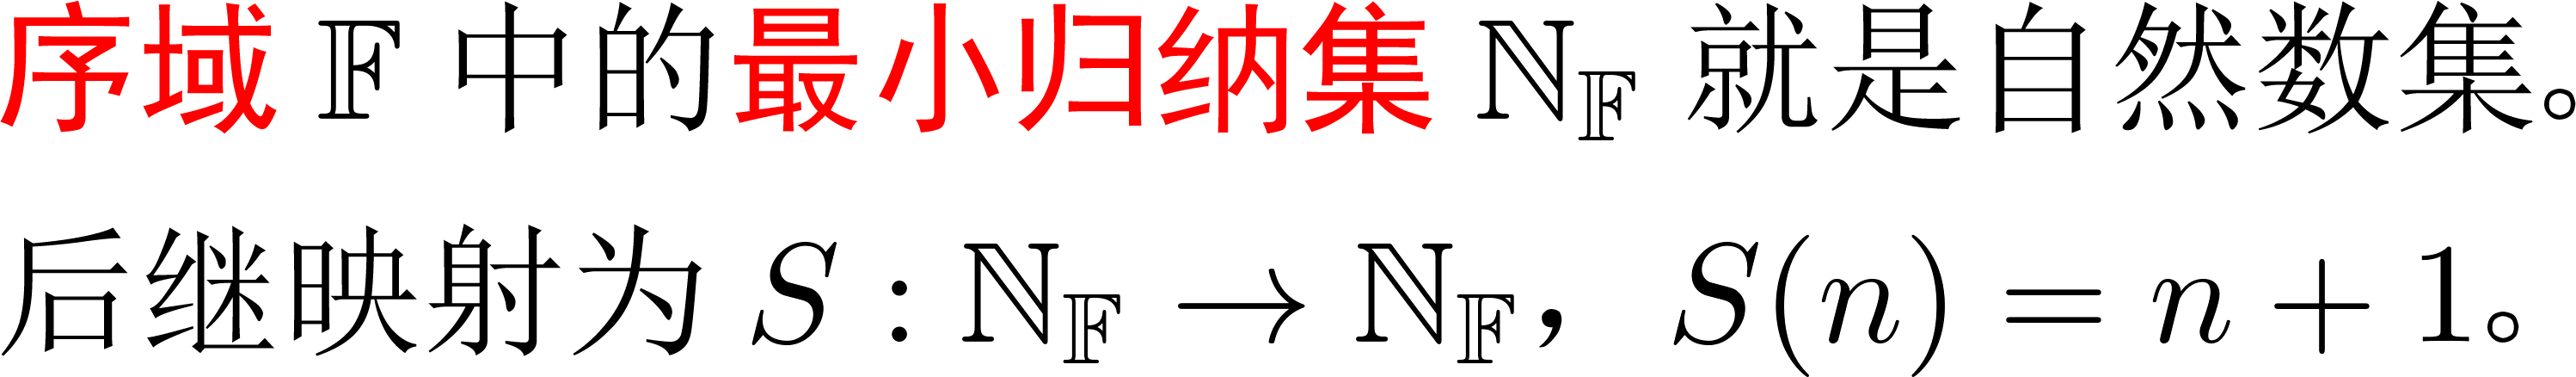 序域 𝔽 中的最小归纳集 ℕ_𝔽 就是自然数集。
后继映射为 S : ℕ_𝔽 → ℕ_𝔽，S(n) = n + 1。